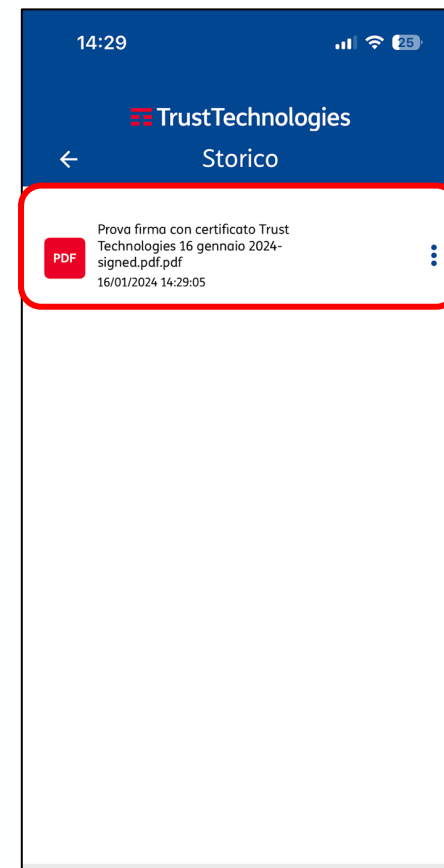 14:29
25
TrustTechnologies
Storico
PDF
Prova firma con certificato Trust
Technologies 16 gennaio 2024-
signed.pdf.pdf
16/01/2024 14:29:05